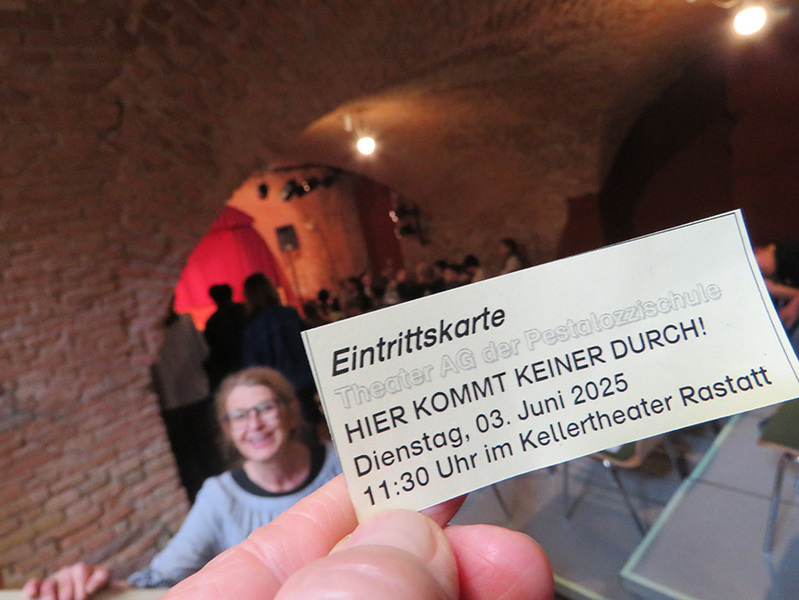 Eintrittskarte
Theater AG der Pestalozzischule
HIER KOMMT KEINER DURCH!
Dienstag, 03. Juni 2025
11:30 Uhr im Kellertheater Rastatt